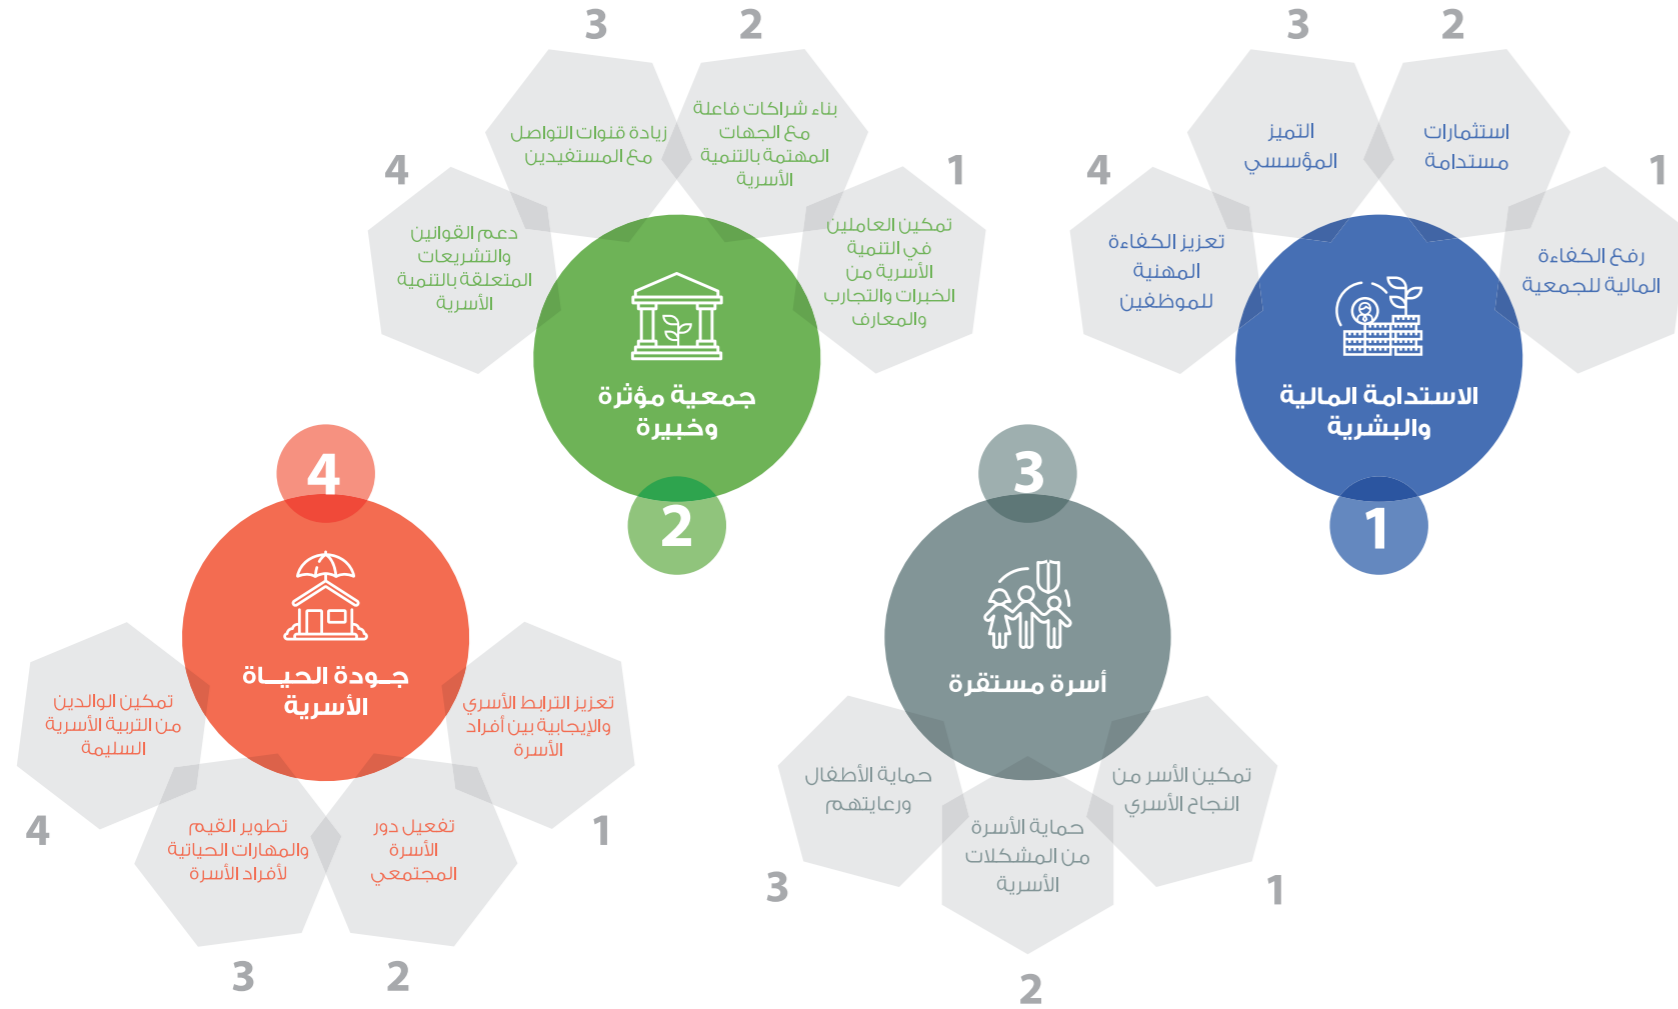 1
رفع الكفاءة
المالية للجمعية
2
استثمارات
مستدامة
3
التميز
المؤسسي
4
تعزيز الكفاءة
المهنية
للموظفين
الاستدامة المالية
والبشرية
1
1
تمكين العاملين
في التنمية
الأسرية من
الخبرات والتجارب
والمعارف
2
بناء شراكات فاعلة
مع الجهات
المهتمة بالتنمية
الأسرية
3
زيادة قنوات التواصل
مع المستفيدين
4
دعم القوانين
والتشريعات
المتعلقة بالتنمية
الأسرية
جمعية مؤثرة
وخبيرة
2
3
أسرة مستقرة
تمكين الأسر من
النجاح الأسري
1
حماية الأسرة
من المشكلات
الأسرية
2
حماية الأطفال
ورعايتهم
3
4
جــودة الحيــاة
الأسرية
تعزيز الترابط الأسري
والإيجابية بين أفراد
الأسرة
1
تفعيل دور
الأسرة
المجتمعي
2
تطوير القيم
والمهارات الحياتية
لأفراد الأسرة
3
تمكين الوالدين
من التربية الأسرية
السليمة
4